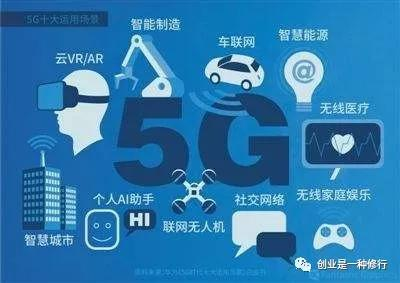 5G十大运用场景
智能制造
车联网
智慧能源
云VR/AR
5G
无线医疗
个人AI助手
HI
联网无人机
社交网络
无线家庭娱乐
智慧城市
创业是一种修行